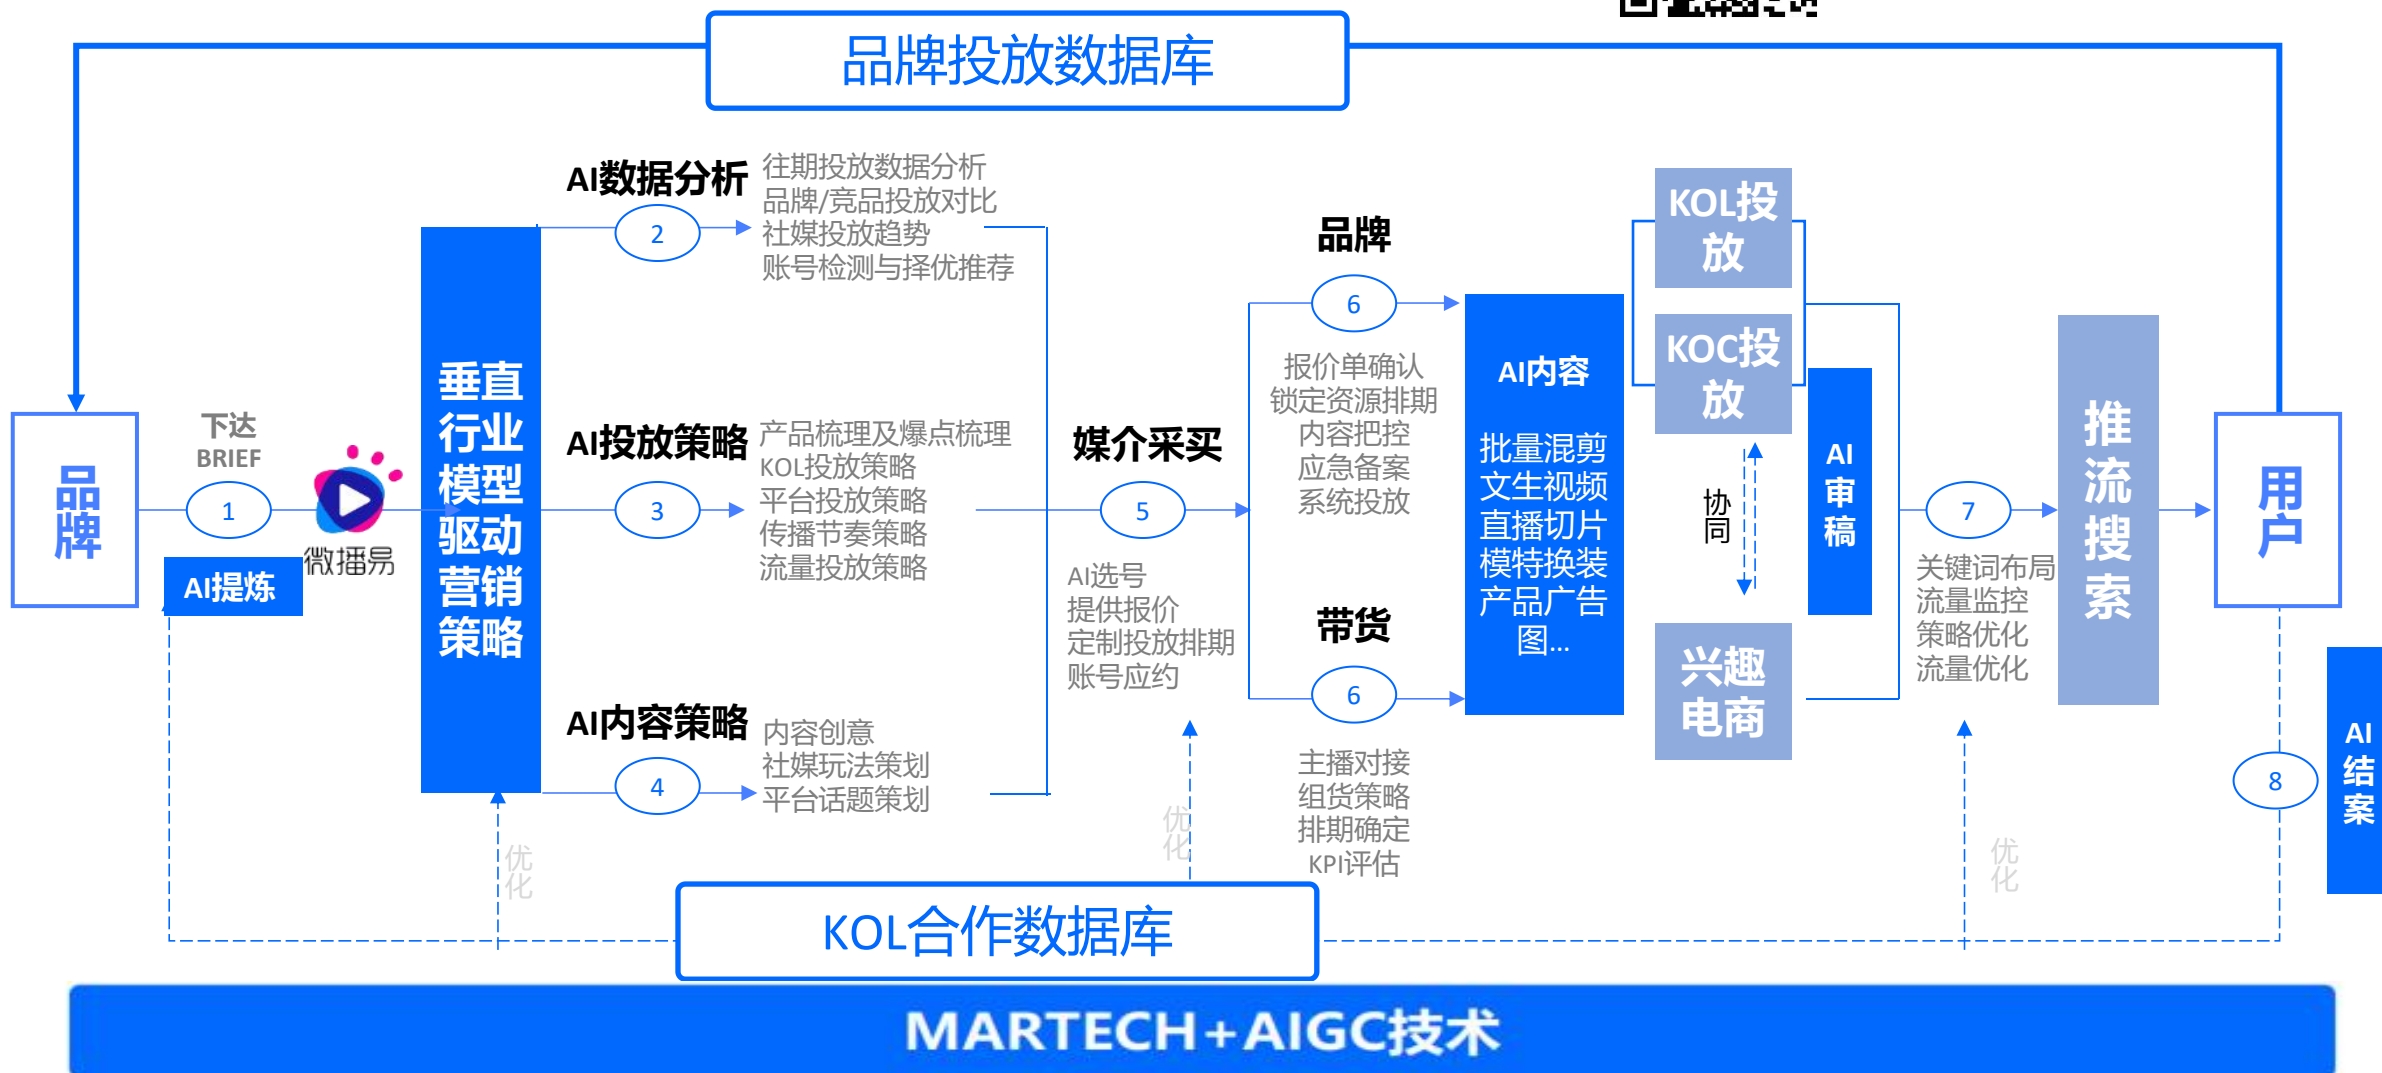 品牌投放数据库
品牌
下达
BRIEF
1
AI提炼
微播易
垂直
行业
模型
驱动
营销
策略
AI数据分析
2
往期投放数据分析
品牌/竞品投放对比
社媒投放趋势
账号检测与择优推荐
AI投放策略
3
产品梳理及爆点梳理
KOL投放策略
平台投放策略
传播节奏策略
流量投放策略
AI内容策略
4
内容创意
社媒玩法策划
平台话题策划
媒介采买
5
AI选号
提供报价
定制投放排期
账号应约
品牌
6
报价单确认
锁定资源排期
内容把控
应急备案
系统投放
带货
6
主播对接
组货策略
排期确定
KPI评估
AI内容
批量混剪
文生视频
直播切片
模特换装
产品广告
图...
KOL投
放
KOC投
放
协同
兴趣
电商
AI
审
稿
7
关键词布局
流量监控
策略优化
流量优化
推流搜索
用户
8
AI
结
案
优化
优化
优化
KOL合作数据库
MARTECH+AIGC技术